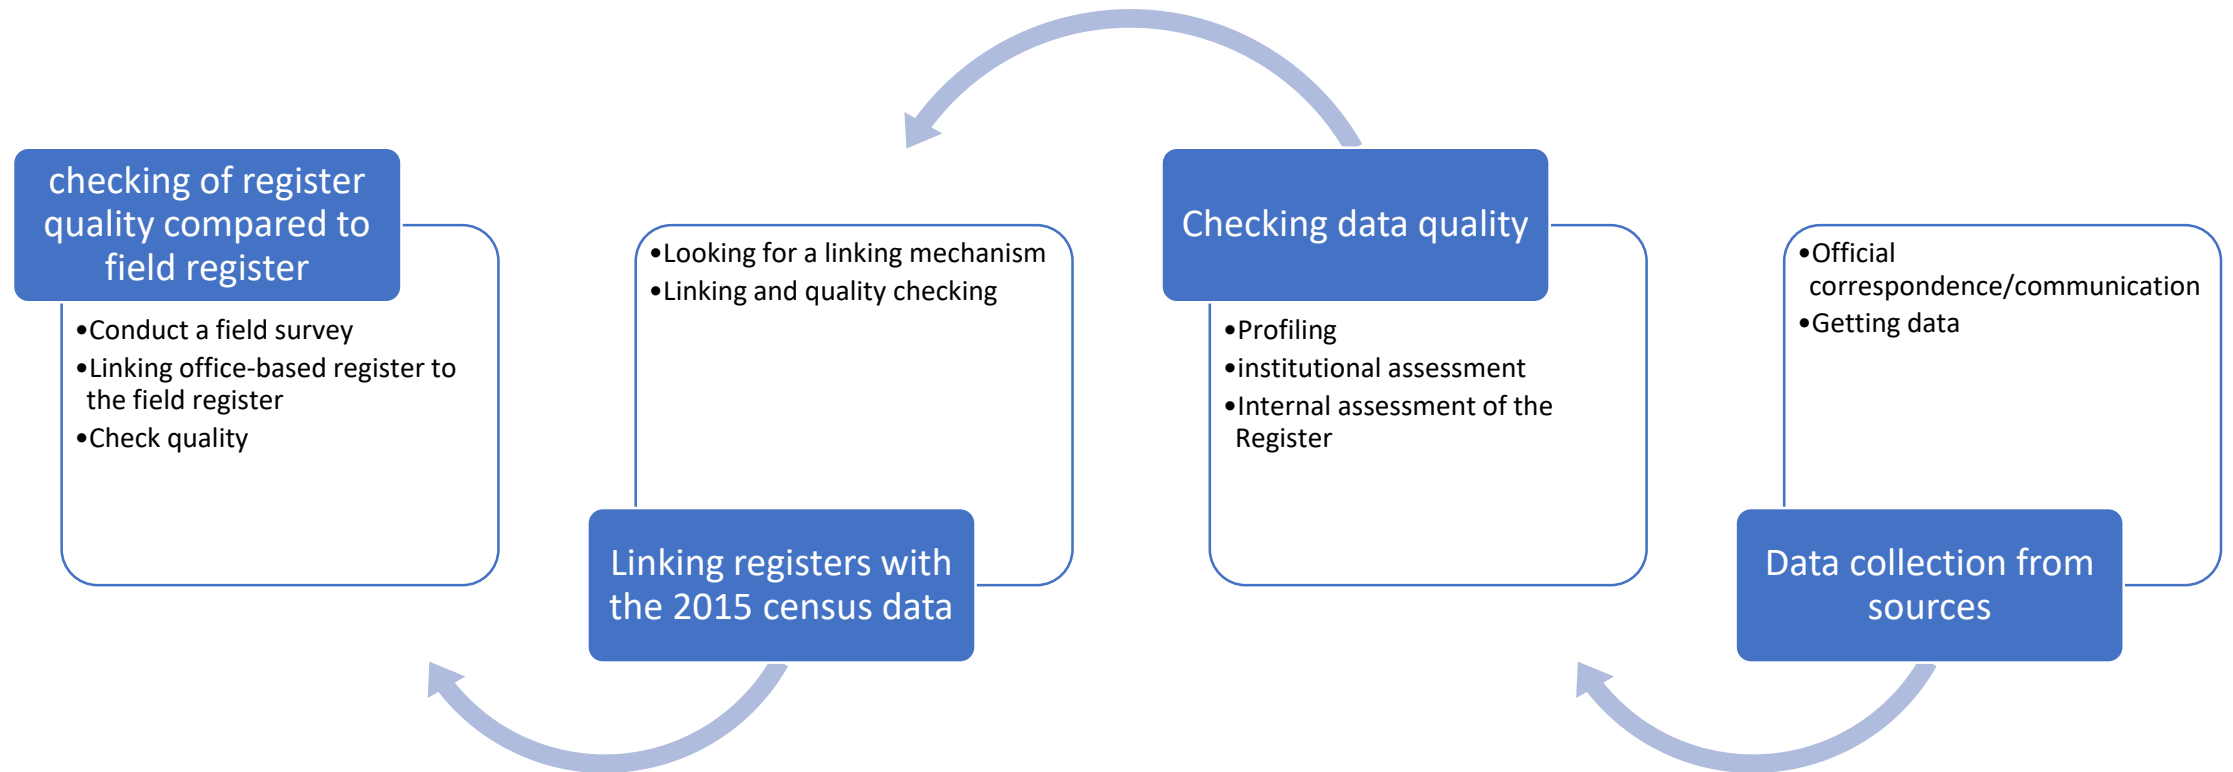 checking of register
quality compared to
field register
•Conduct a field survey
•Linking office-based register to
the field register
•Check quality
•Looking for a linking mechanism
•Linking and quality checking
Linking registers with
the 2015 census data
Checking data quality
•Profiling
•institutional assessment
•Internal assessment of the
Register
•Official
correspondence/communication
•Getting data
Data collection from
sources